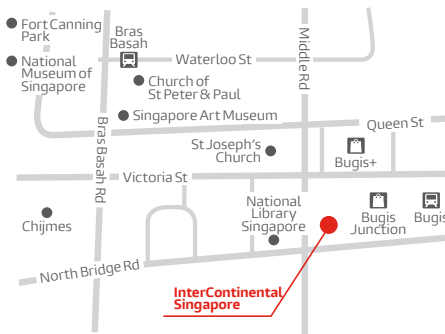 Fort Canning
Park
National
Museum of
Singapore
Bras
Basah
Waterloo St
Church of
St Peter & Paul
Singapore Art Museum
Middle Rd
Queen St
Bras Basah Rd
St Joseph's
Church
Bugis+
Victoria St
Chijmes
National
Library
Singapore
Bugis
Junction
Bugis
North Bridge Rd
InterContinental
Singapore